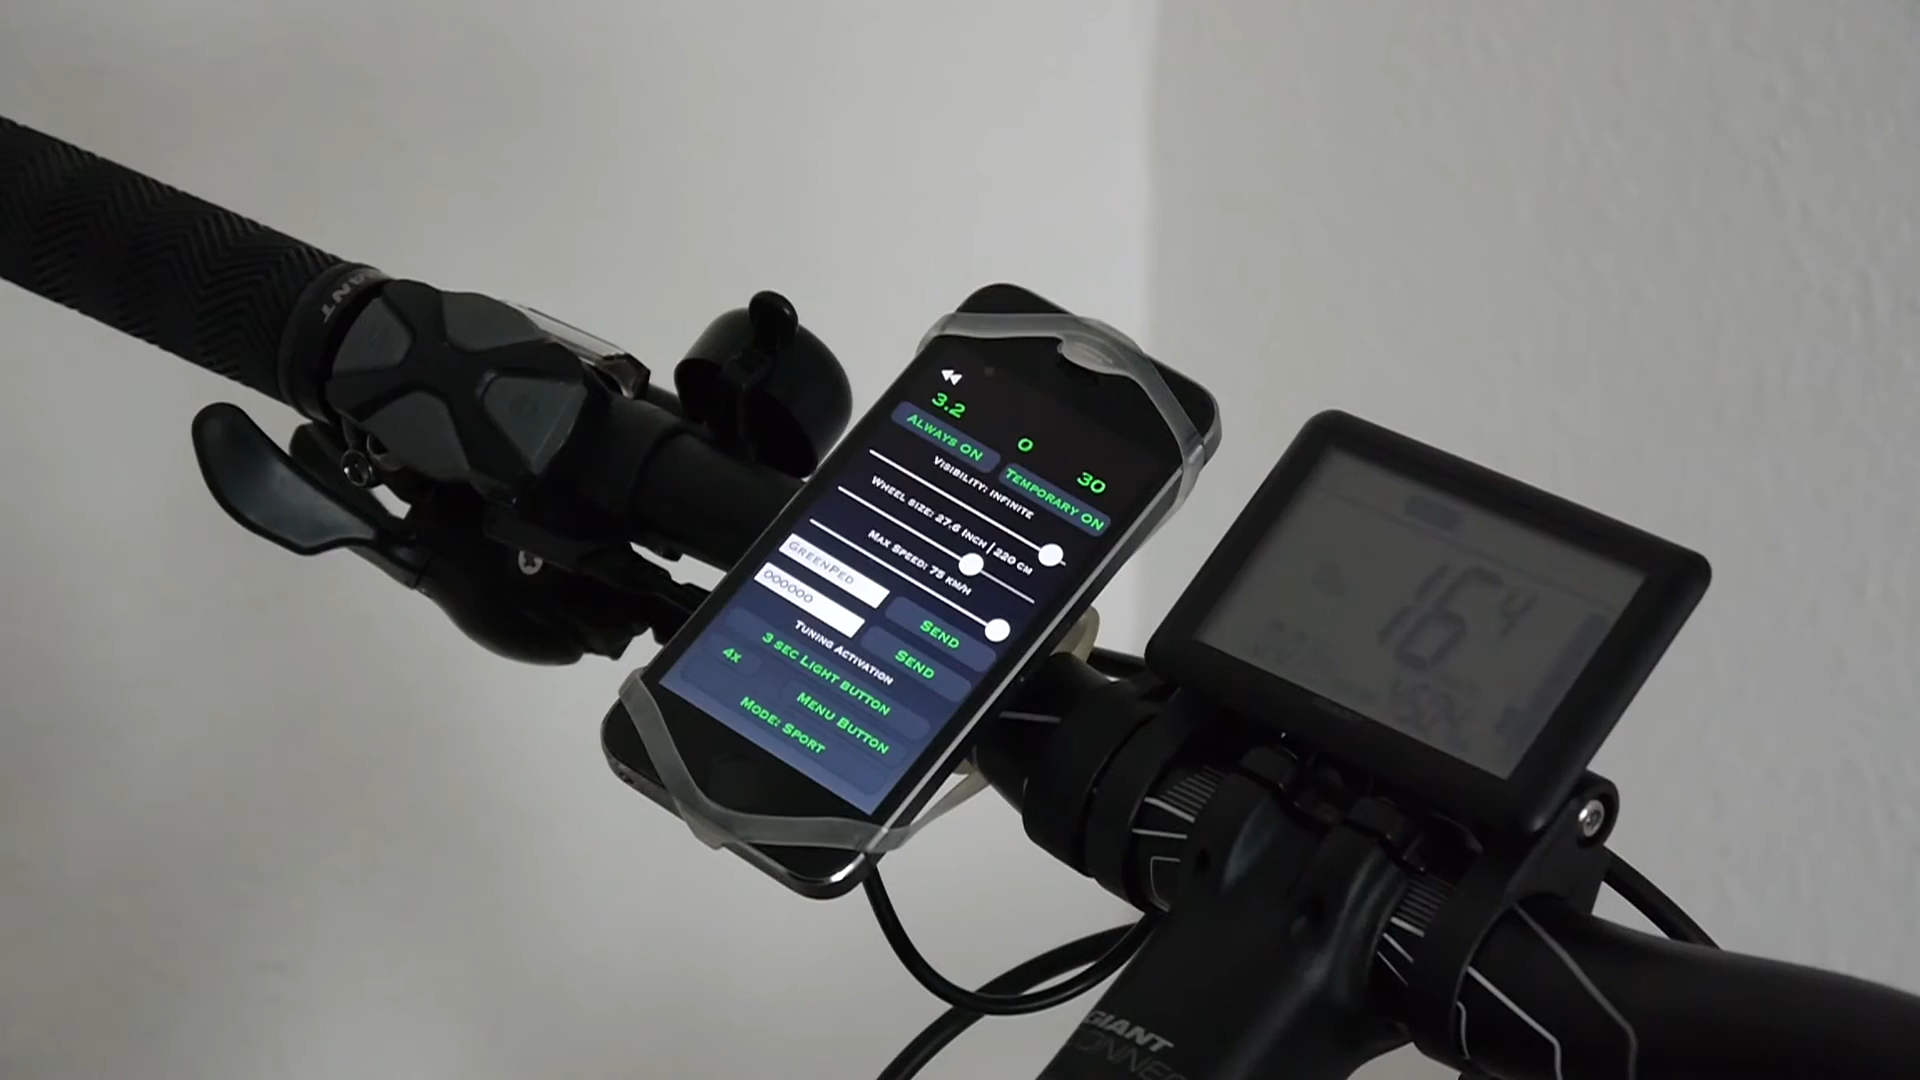 3.2
0
30
ALWAYS ON
TEMPORARY ON
VISIBILITY: INFINITE
WHEEL SIZE: 27.6 INCH | 220 CM
MAX SPEED: 75 KM/H
GREENPED
SEND
000000
SEND
TUNING ACTIVATION
3 SEC LIGHT BUTTON
4X
MENU BUTTON
MODE: SPORT
164
GIANT